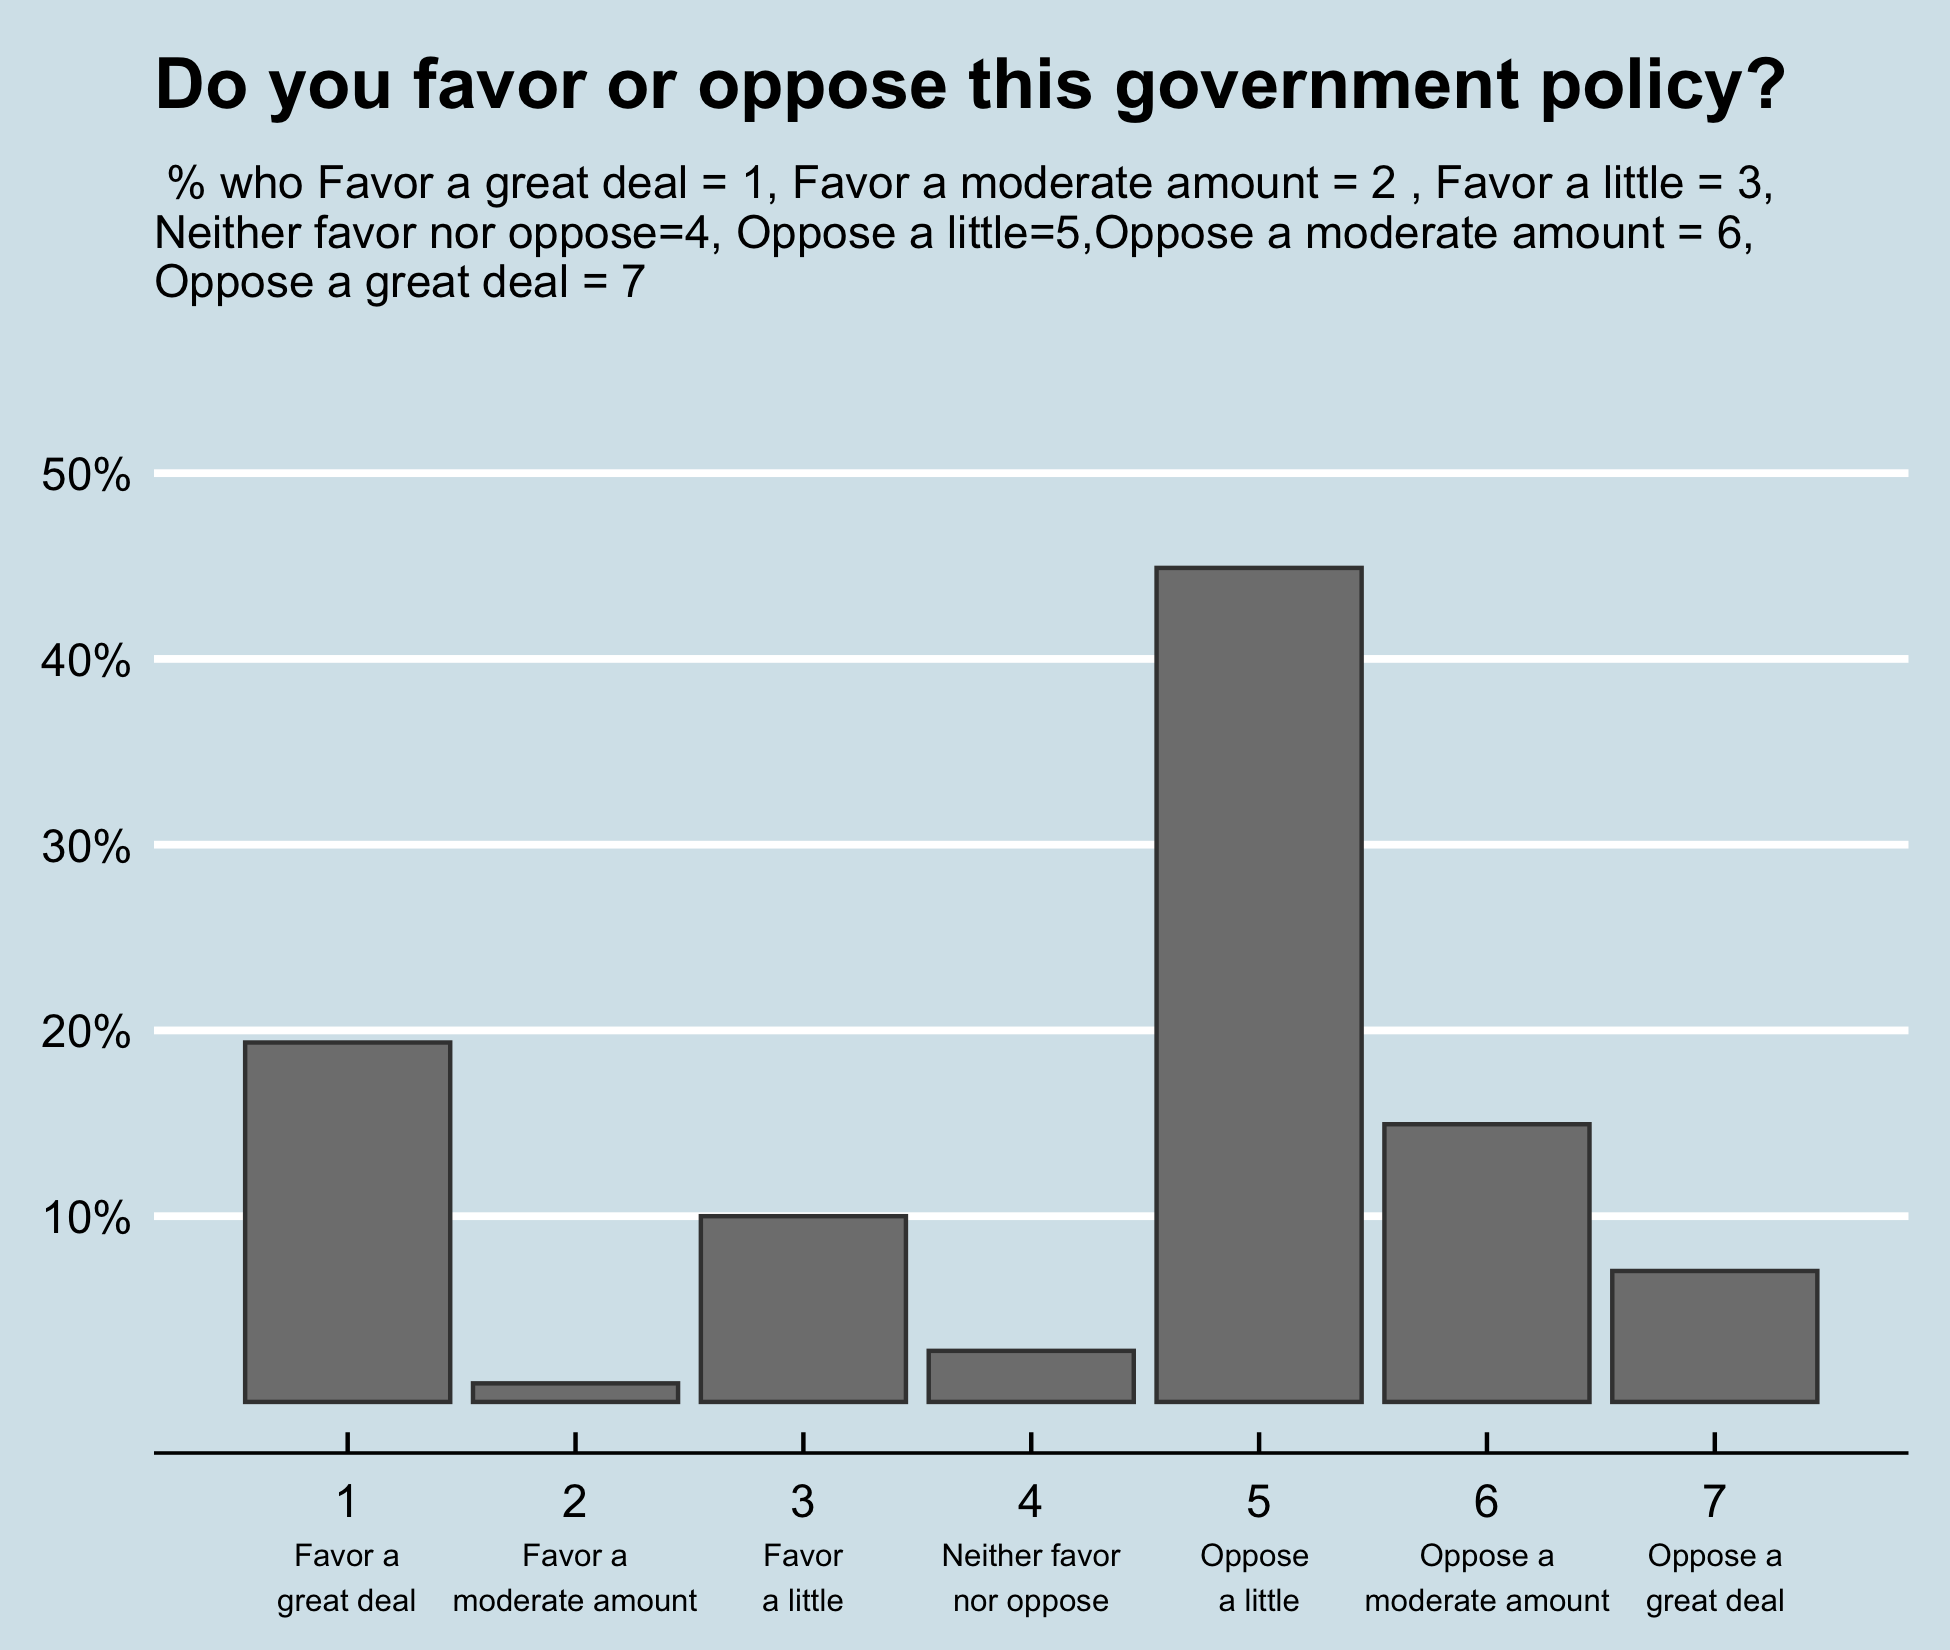 Do you favor or oppose this government policy?
% who Favor a great deal = 1, Favor a moderate amount = 2 , Favor a little = 3,
Neither favor nor oppose=4, Oppose a little=5,Oppose a moderate amount = 6,
Oppose a great deal = 7
50%
40%
30%
20%
10%
1 2 3 4 5 6 7
Favor a Favor a Favor Neither favor Oppose Oppose a Oppose a
great deal moderate amount a little nor oppose a little moderate amount great deal